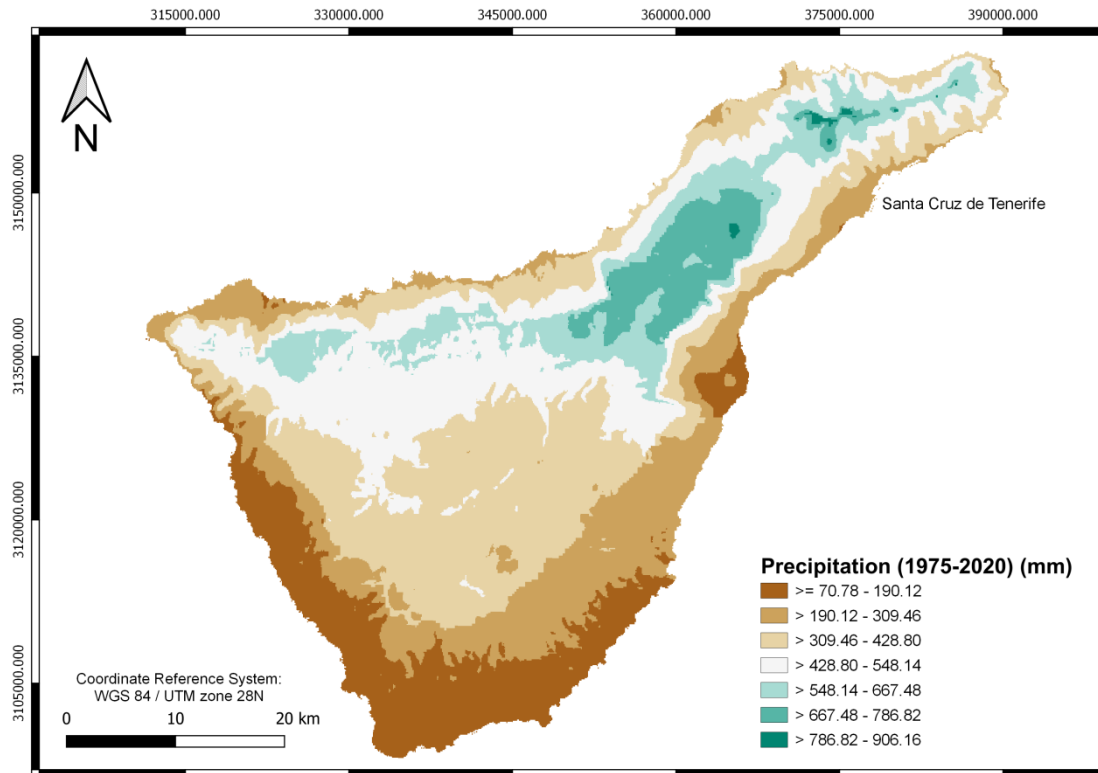 315000.000 330000.000 345000.000 360000.000 375000.000 390000.000
N
3150000.000
Santa Cruz de Tenerife
3135000.000
3120000.000
3105000.000
Precipitation (1975-2020) (mm)
>= 70.78 - 190.12
> 190.12 - 309.46
> 309.46 - 428.80
> 428.80 - 548.14
> 548.14 - 667.48
> 667.48 - 786.82
> 786.82 - 906.16
Coordinate Reference System:
WGS 84 / UTM zone 28N
0 10 20 km